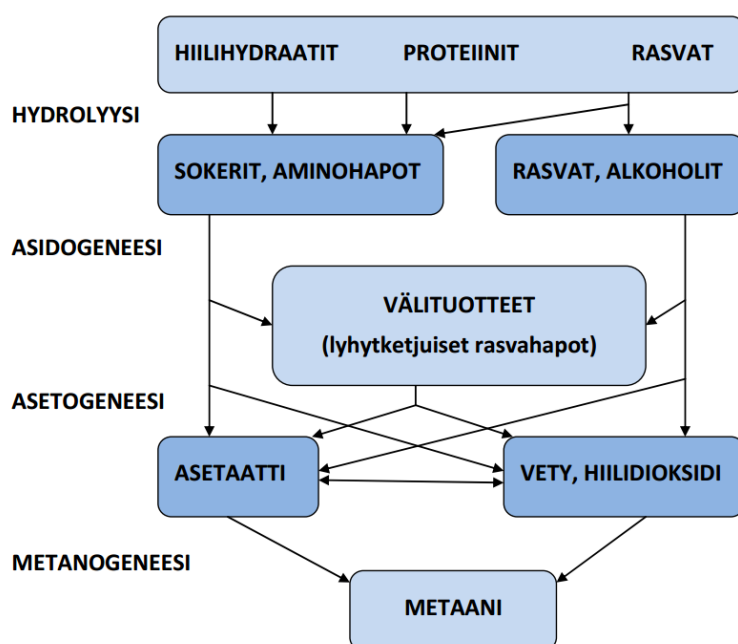 HIILIHYDRAATIT PROTEIINIT RASVAT
HYDROLYYSI
SOKERIT, AMINOHAPOT RASVAT, ALKOHOLIT
ASIDOGENEESI
VÄLITUOTTEET
(lyhytketjuiset rasvahapot)
ASETOGENEESI
ASETAATTI VETY, HIILIDIOKSIDI
METANOGENEESI
METAANI